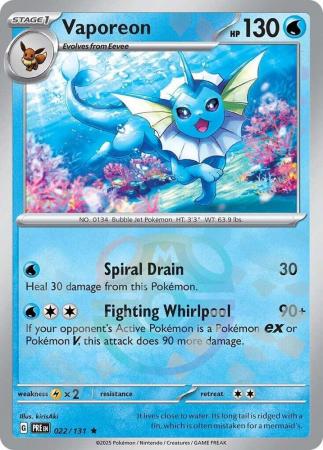 STAGE 1 Vaporeon HP 130
Evolves from Eevee
NO. 0134 Bubble Jet Pokémon HT: 3'3" WT: 63.9 lbs.
Spiral Drain 30
Heal 30 damage from this Pokémon.
Fighting Whirlpool 90+
If your opponent's Active Pokémon is a Pokémon ex or
Pokémon V, this attack does 90 more damage.
weakness x2 resistance retreat
Illus. kirisAki
G PRE EN 022/131 ★
It lives close to water. Its long tail is ridged with a
fin, which is often mistaken for a mermaid's.
©2025 Pokémon / Nintendo / Creatures / GAME FREAK